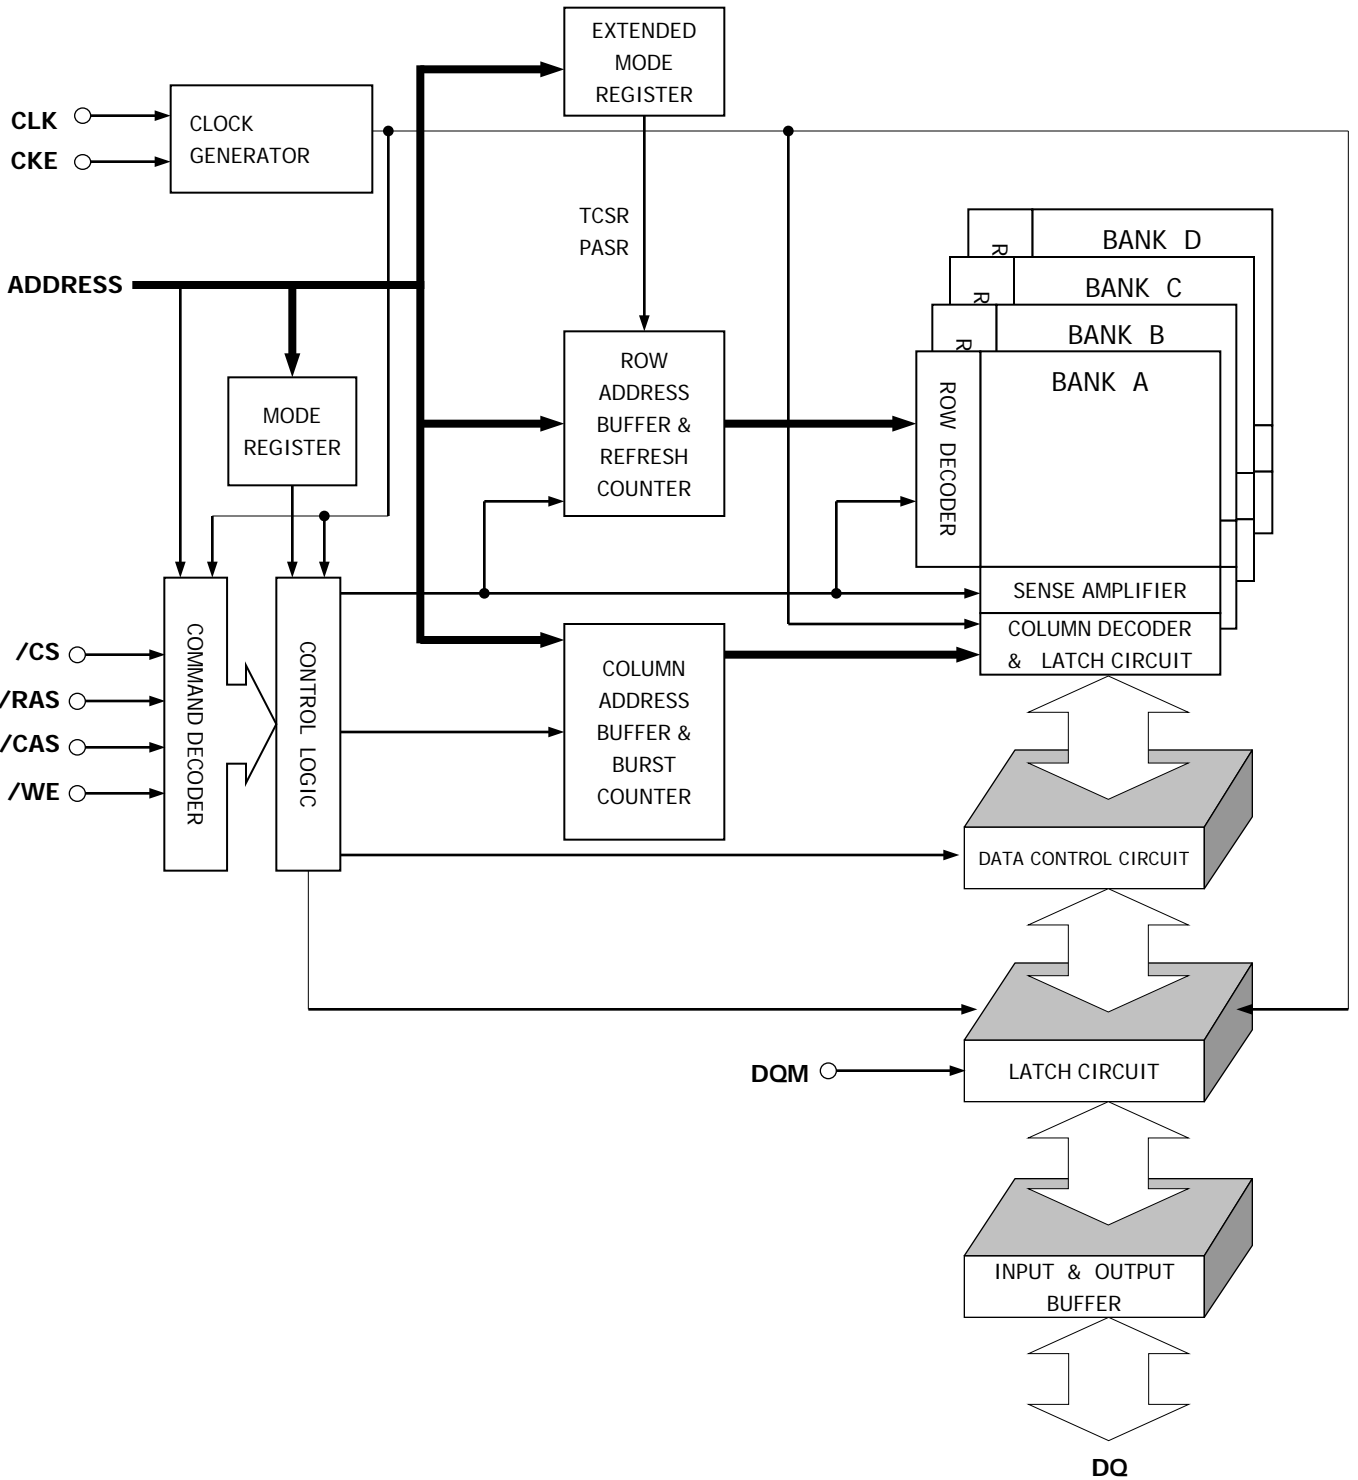 EXTENDED
MODE
REGISTER
CLK
CKE
CLOCK
GENERATOR
TCSR
PASR
ADDRESS
MODE
REGISTER
ROW
ADDRESS
BUFFER &
REFRESH
COUNTER
R
BANK D
R
BANK C
R
BANK B
BANK A
ROW DECODER
SENSE AMPLIFIER
COLUMN DECODER
& LATCH CIRCUIT
/CS
/RAS
/CAS
/WE
COMMAND DECODER
CONTROL LOGIC
COLUMN
ADDRESS
BUFFER &
BURST
COUNTER
DATA CONTROL CIRCUIT
DQM
LATCH CIRCUIT
INPUT & OUTPUT
BUFFER
DQ